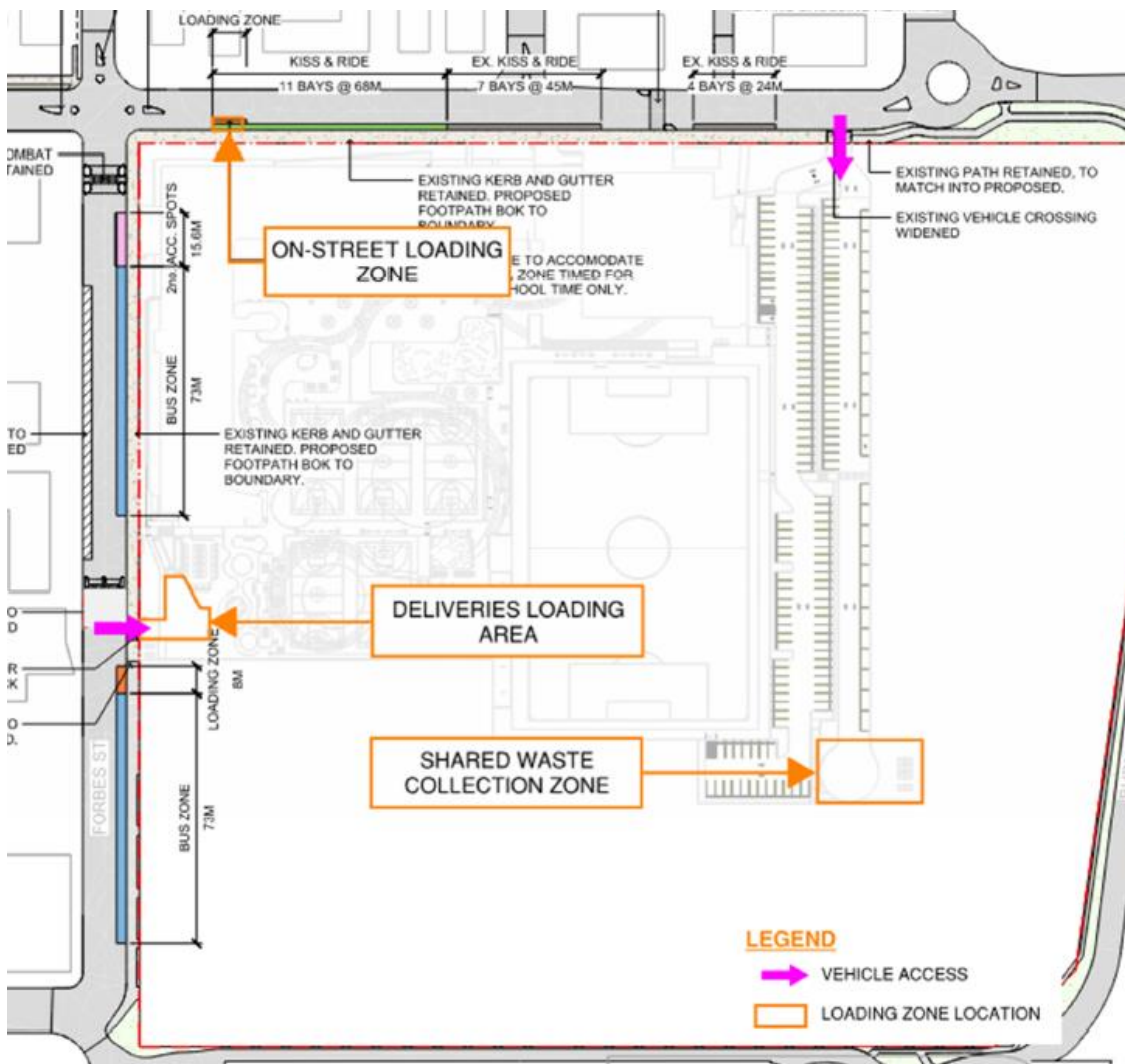 LOADING ZONE
KISS & RIDE
EX. KISS & RIDE
EX. KISS & RIDE
11 BAYS @ 68M
7 BAYS @ 45M
4 BAYS @ 24M
OMBAT
TAINED
EXISTING KERB AND GUTTER
RETAINED. PROPOSED
FOOTPATH BOK TO
BOUNDARY.
EXISTING PATH RETAINED, TO
MATCH INTO PROPOSED.
EXISTING VEHICLE CROSSING
WIDENED
2no. ACC. SPOTS
15.6M
ON-STREET LOADING
ZONE
E TO ACCOMODATE
ZONE TIMED FOR
HOOL TIME ONLY.
BUS ZONE
73M
TO
ED
EXISTING KERB AND GUTTER
RETAINED. PROPOSED
FOOTPATH BOK TO
BOUNDARY.
DELIVERIES LOADING
AREA
O
D
R
K
O
D.
LOADING ZONE
8M
SHARED WASTE
COLLECTION ZONE
FORBES ST
BUS ZONE
73M
LEGEND
VEHICLE ACCESS
LOADING ZONE LOCATION